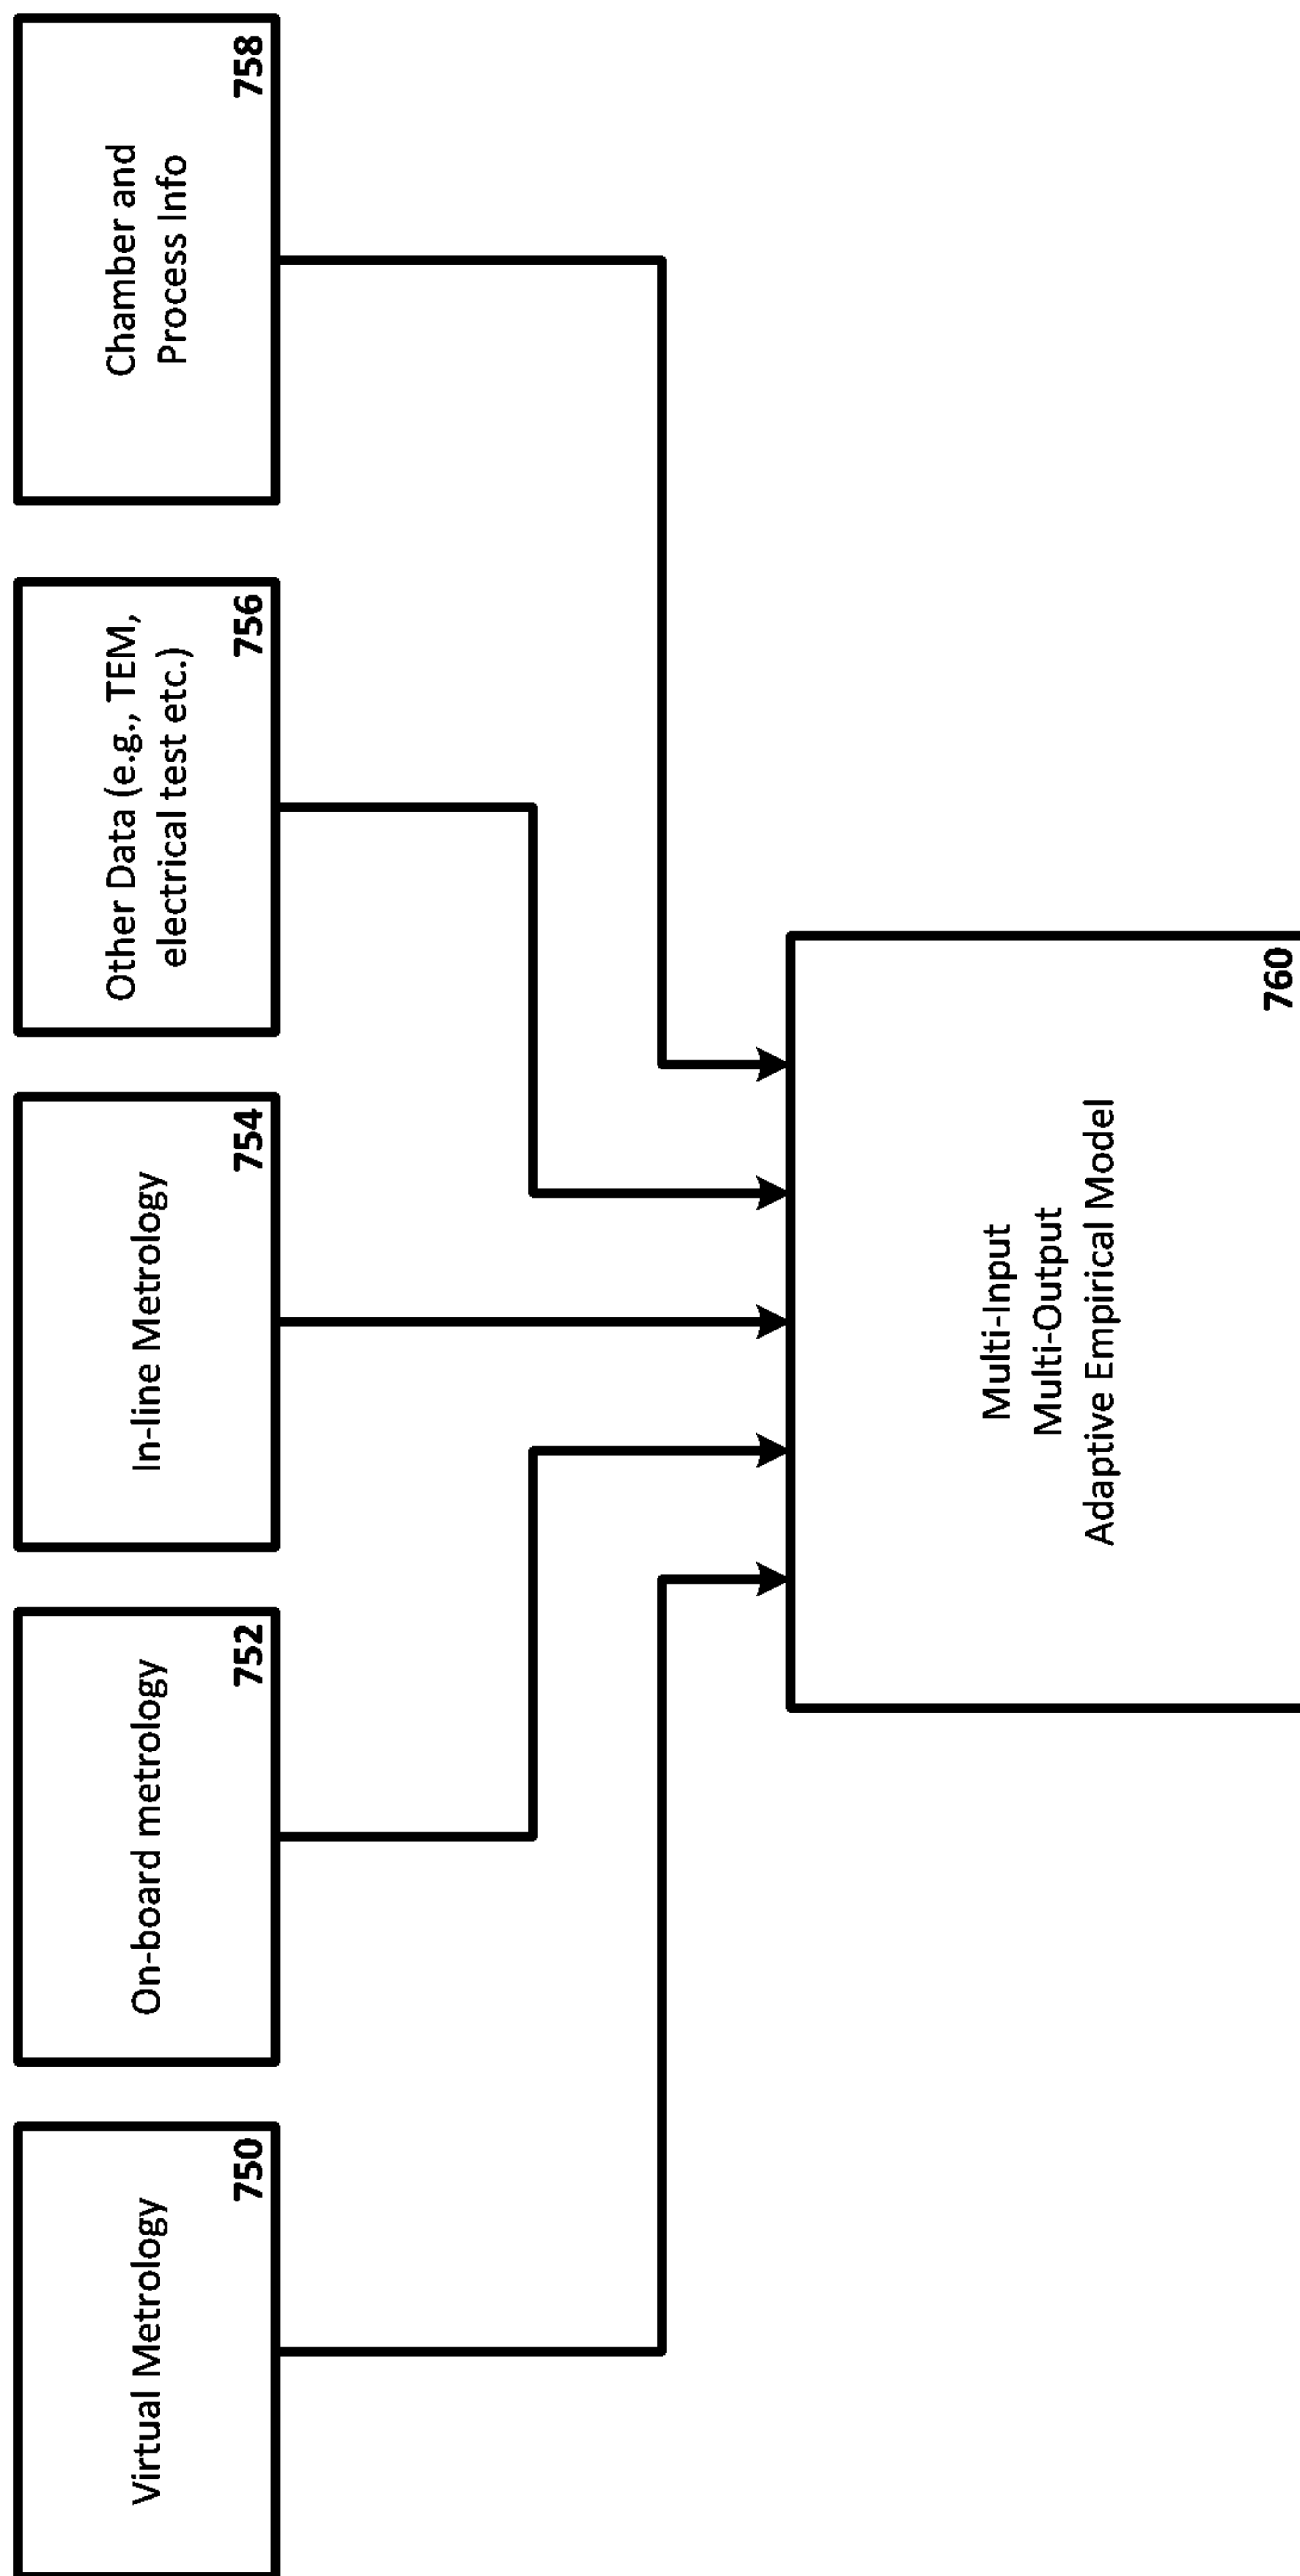 Virtual Metrology
750
On-board metrology
752
In-line Metrology
754
Other Data (e.g., TEM,
electrical test etc.)
756
Chamber and
Process Info
758
Multi-Input
Multi-Output
Adaptive Empirical Model
760